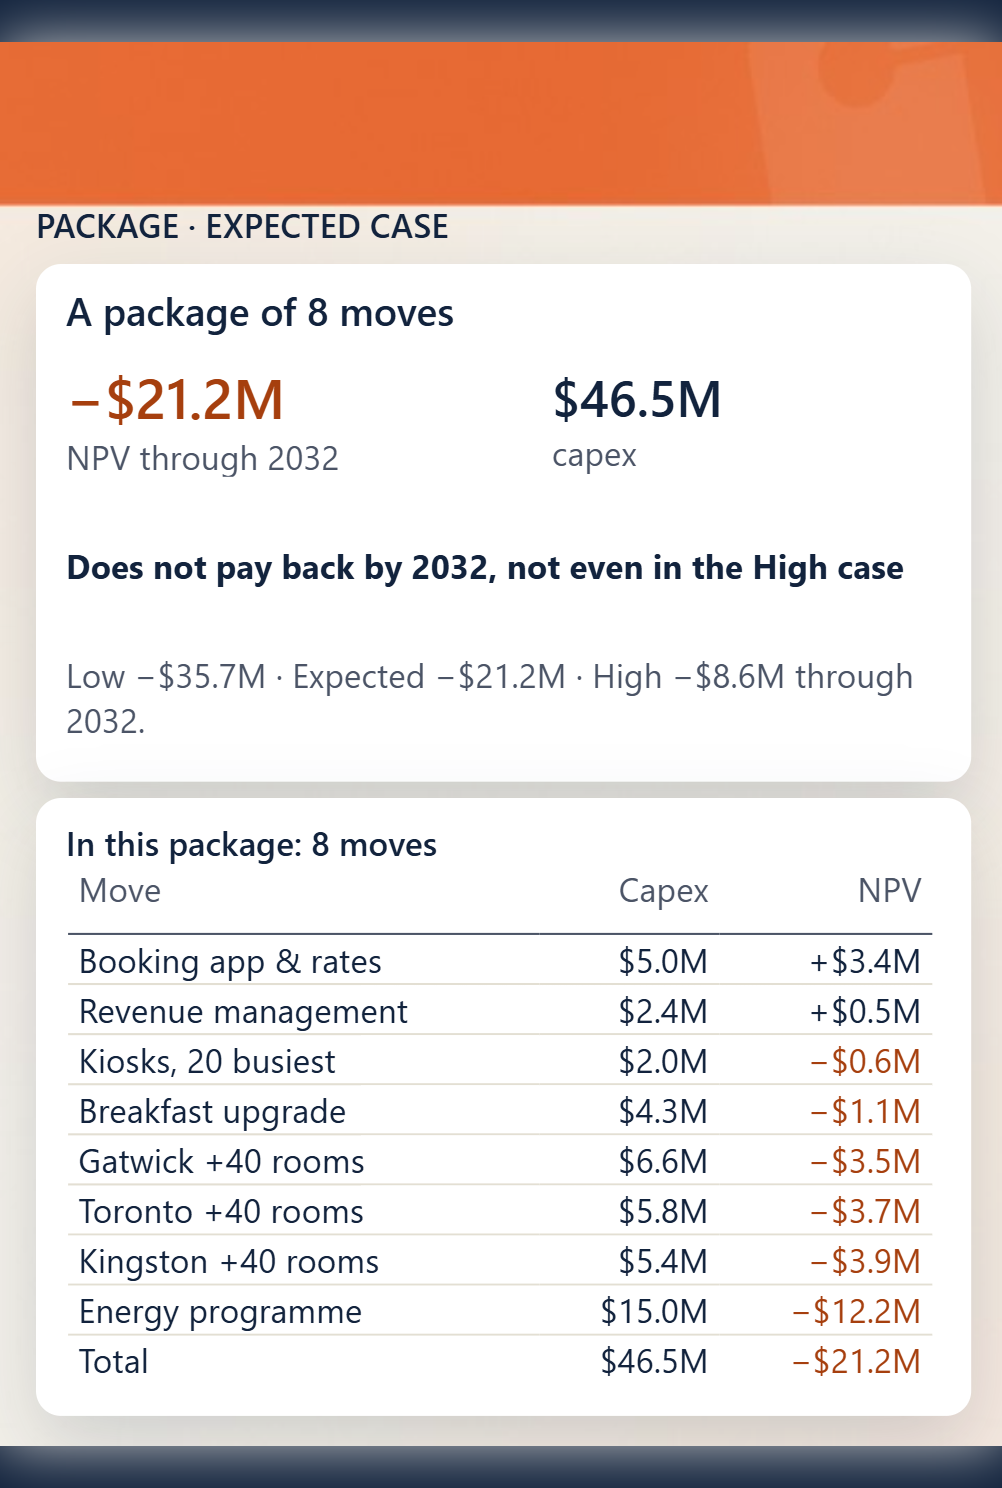 PACKAGE · EXPECTED CASE
A package of 8 moves
−$21.2M $46.5M
NPV through 2032 capex
Does not pay back by 2032, not even in the High case
Low −$35.7M · Expected −$21.2M · High −$8.6M through
2032.
In this package: 8 moves
Move Capex NPV
Booking app & rates $5.0M +$3.4M
Revenue management $2.4M +$0.5M
Kiosks, 20 busiest $2.0M −$0.6M
Breakfast upgrade $4.3M −$1.1M
Gatwick +40 rooms $6.6M −$3.5M
Toronto +40 rooms $5.8M −$3.7M
Kingston +40 rooms $5.4M −$3.9M
Energy programme $15.0M −$12.2M
Total $46.5M −$21.2M